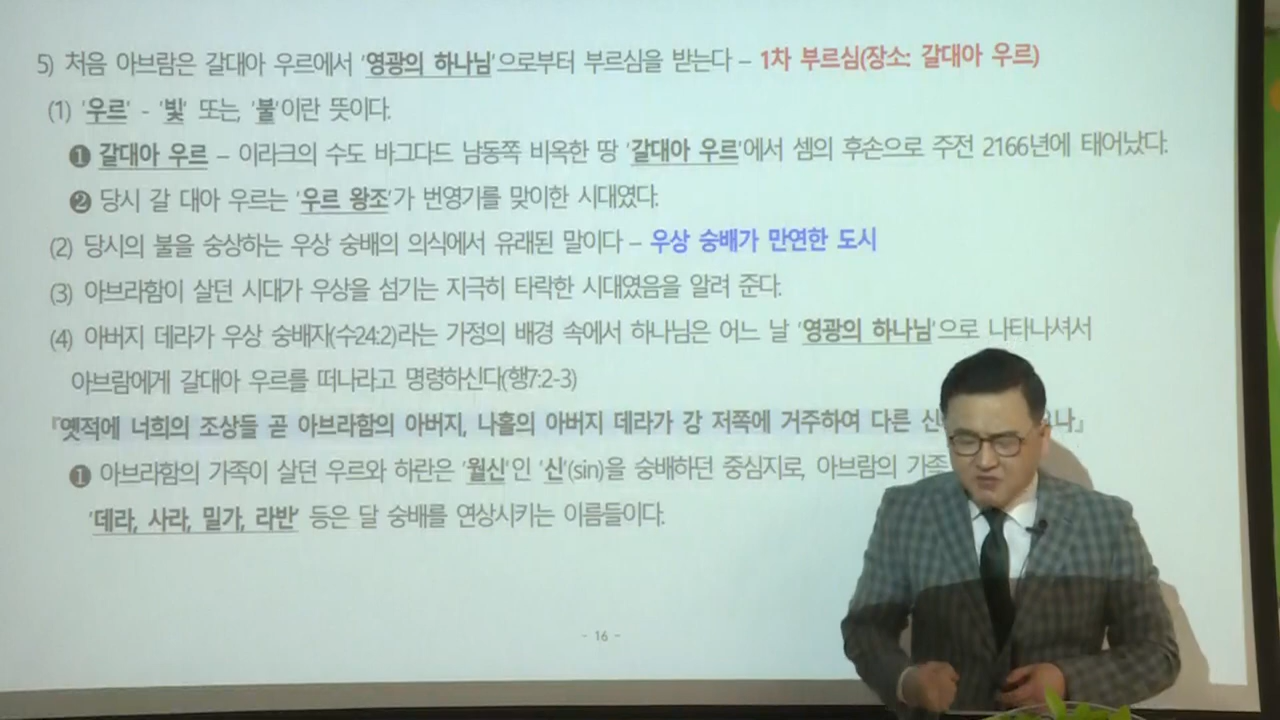 5) 처음 아브람은 갈대아 우르에서 '영광의 하나님'으로부터 부르심을 받는다 – 1차 부르심(장소: 갈대아 우르)
(1) '우르' - '빛' 또는, '불'이란 뜻이다.
❶ 갈대아 우르 – 이라크의 수도 바그다드 남동쪽 비옥한 땅 '갈대아 우르'에서 셈의 후손으로 주전 2166년에 태어났다.
❷ 당시 갈 대아 우르는 '우르 왕조'가 번영기를 맞이한 시대였다.
(2) 당시의 불을 숭상하는 우상 숭배의 의식에서 유래된 말이다 – 우상 숭배가 만연한 도시
(3) 아브라함이 살던 시대가 우상을 섬기는 지극히 타락한 시대였음을 알려 준다.
(4) 아버지 데라가 우상 숭배자(수24:2)라는 가정의 배경 속에서 하나님은 어느 날 '영광의 하나님'으로 나타나셔서
아브람에게 갈대아 우르를 떠나라고 명령하신다(행7:2-3)
『옛적에 너희의 조상들 곧 아브라함의 아버지, 나홀의 아버지 데라가 강 저쪽에 거주하여 다른 신
❶ 아브라함의 가족이 살던 우르와 하란은 '월신'인 '신'(sin)을 숭배하던 중심지로, 아브람의 가족
'데라, 사라, 밀가, 라반' 등은 달 숭배를 연상시키는 이름들이다.
- 16 -